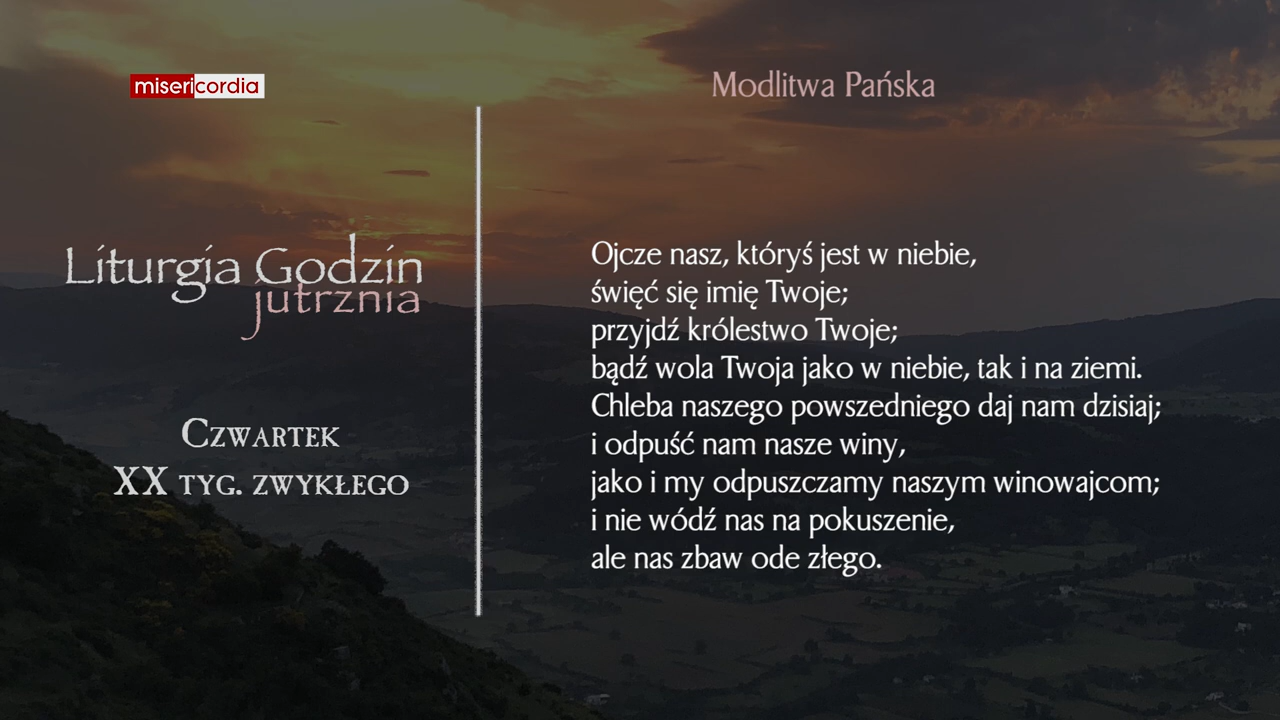 misericordia
Liturgia Godzin
jutrznia
Czwartek
XX tyg. zwykłego
Modlitwa Pańska
Ojcze nasz, któryś jest w niebie,
święć się imię Twoje;
przyjdź królestwo Twoje;
bądź wola Twoja jako w niebie, tak i na ziemi.
Chleba naszego powszedniego daj nam dzisiaj;
i odpuść nam nasze winy,
jako i my odpuszczamy naszym winowajcom;
i nie wódź nas na pokuszenie,
ale nas zbaw ode złego.